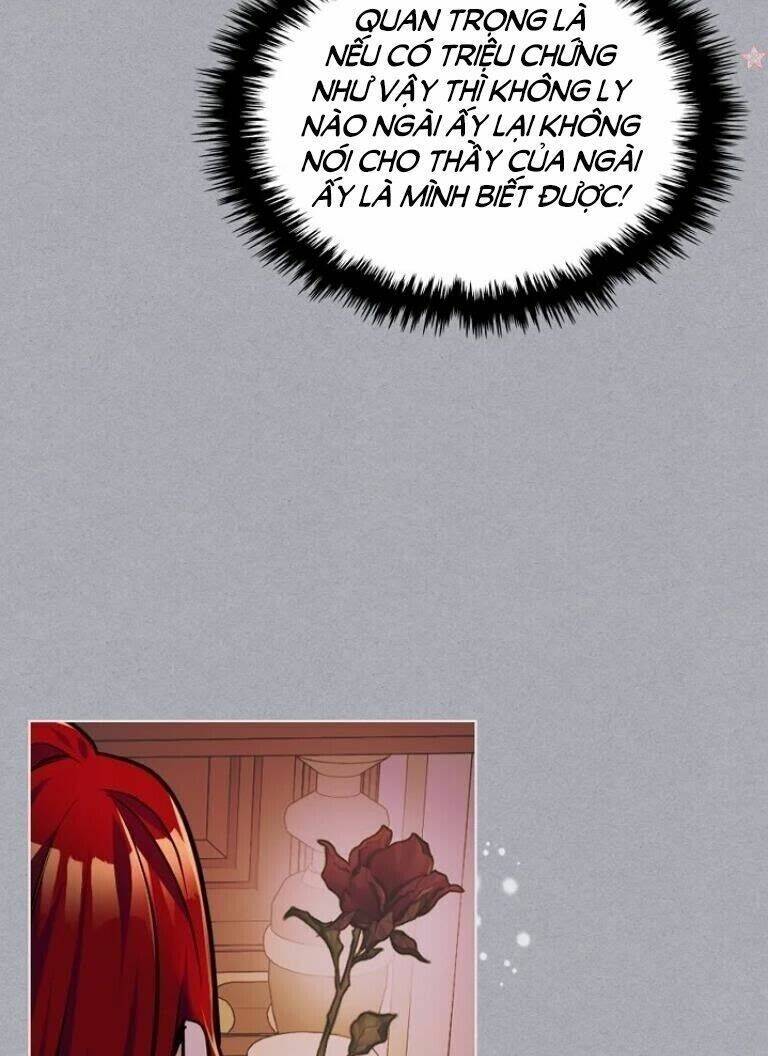 QUAN TRỌNG LÀ
NẾU CÓ TRIỆU CHỨNG
NHƯ VẬY THÌ KHÔNG LÝ
NÀO NGÀI ẤY LẠI KHÔNG
NÓI CHO THẦY CỦA NGÀI
ẤY LÀ MÌNH BIẾT ĐƯỢC!